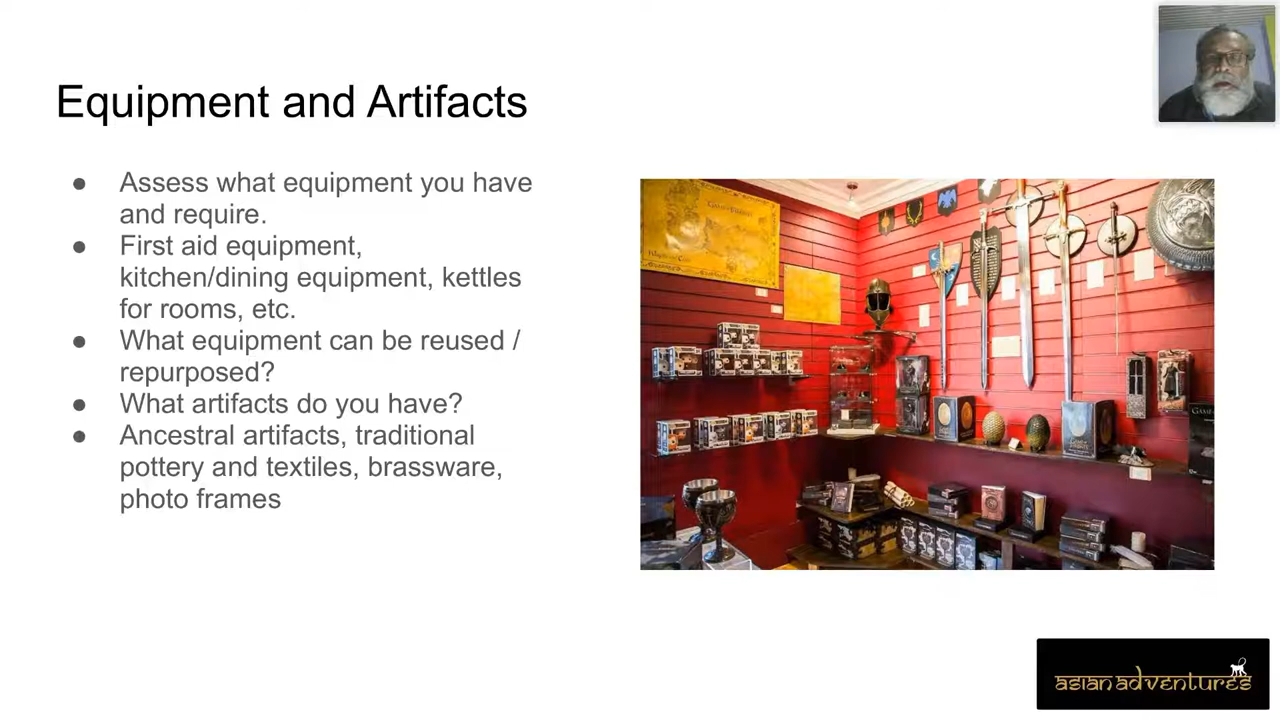 Equipment and Artifacts
● Assess what equipment you have
and require.
● First aid equipment,
kitchen/dining equipment, kettles
for rooms, etc.
● What equipment can be reused /
repurposed?
● What artifacts do you have?
● Ancestral artifacts, traditional
pottery and textiles, brassware,
photo frames
asian adventures